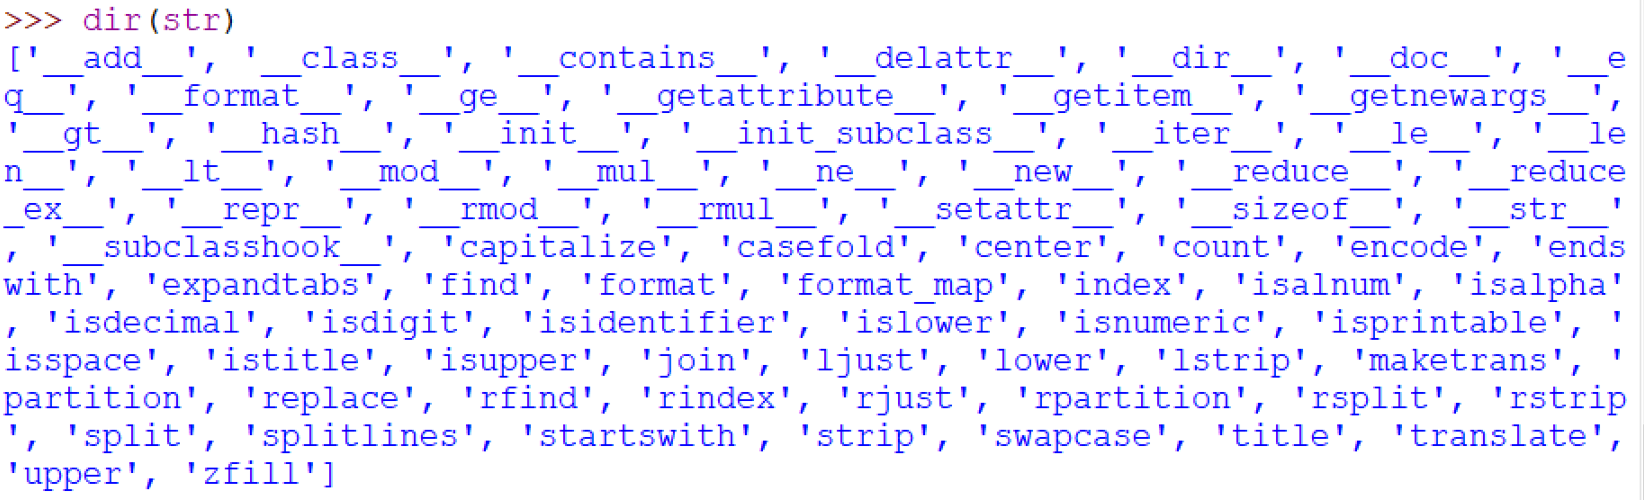 >>> dir(str)
['__add__', '__class__', '__contains__', '__delattr__', '__dir__', '__doc__', '__e
q__', '__format__', '__ge__', '__getattribute__', '__getitem__', '__getnewargs__',
'__gt__', '__hash__', '__init__', '__init_subclass__', '__iter__', '__le__', '__le
n__', '__lt__', '__mod__', '__mul__', '__ne__', '__new__', '__reduce__', '__reduce
_ex__', '__repr__', '__rmod__', '__rmul__', '__setattr__', '__sizeof__', '__str__'
, '__subclasshook__', 'capitalize', 'casefold', 'center', 'count', 'encode', 'ends
with', 'expandtabs', 'find', 'format', 'format_map', 'index', 'isalnum', 'isalpha'
, 'isdecimal', 'isdigit', 'isidentifier', 'islower', 'isnumeric', 'isprintable', '
isspace', 'istitle', 'isupper', 'join', 'ljust', 'lower', 'lstrip', 'maketrans', '
partition', 'replace', 'rfind', 'rindex', 'rjust', 'rpartition', 'rsplit', 'rstrip
', 'split', 'splitlines', 'startswith', 'strip', 'swapcase', 'title', 'translate',
'upper', 'zfill']